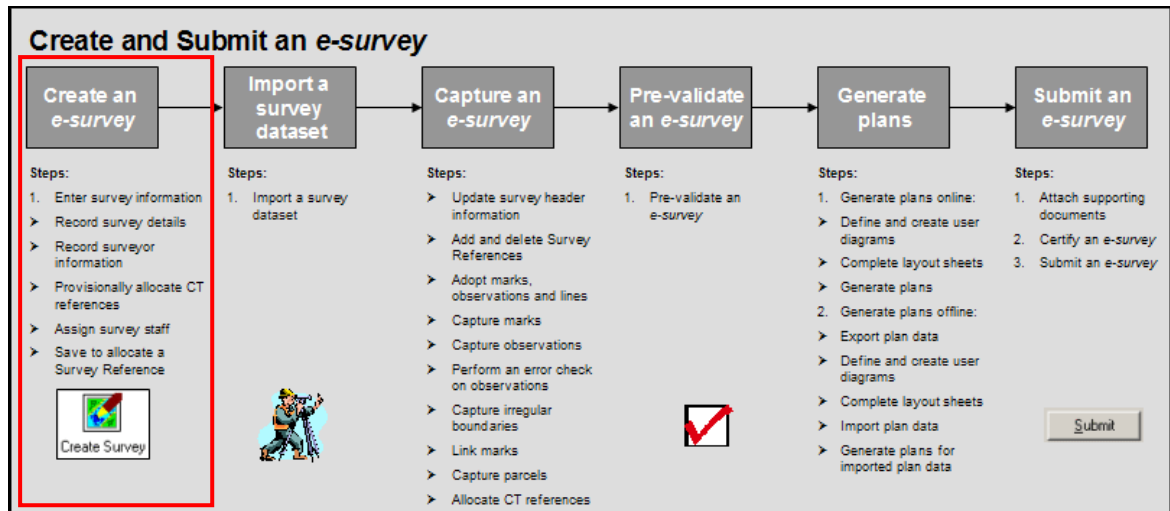 Create and Submit an e-survey
Create an
e-survey
Steps:
1. Enter survey information
➤ Record survey details
➤ Record surveyor
information
➤ Provisionally allocate CT
references
➤ Assign survey staff
➤ Save to allocate a
Survey Reference
Create Survey
Import a
survey
dataset
Steps:
1. Import a survey
dataset
Capture an
e-survey
Steps:
➤ Update survey header
information
➤ Add and delete Survey
References
➤ Adopt marks,
observations and lines
➤ Capture marks
➤ Capture observations
➤ Perform an error check
on observations
➤ Capture irregular
boundaries
➤ Link marks
➤ Capture parcels
➤ Allocate CT references
Pre-validate
an e-survey
Steps:
1. Pre-validate an
e-survey
Generate
plans
Steps:
1. Generate plans online:
➤ Define and create user
diagrams
➤ Complete layout sheets
➤ Generate plans
2. Generate plans offline:
➤ Export plan data
➤ Define and create user
diagrams
➤ Complete layout sheets
➤ Import plan data
➤ Generate plans for
imported plan data
Submit an
e-survey
Steps:
1. Attach supporting
documents
2. Certify an e-survey
3. Submit an e-survey
Submit